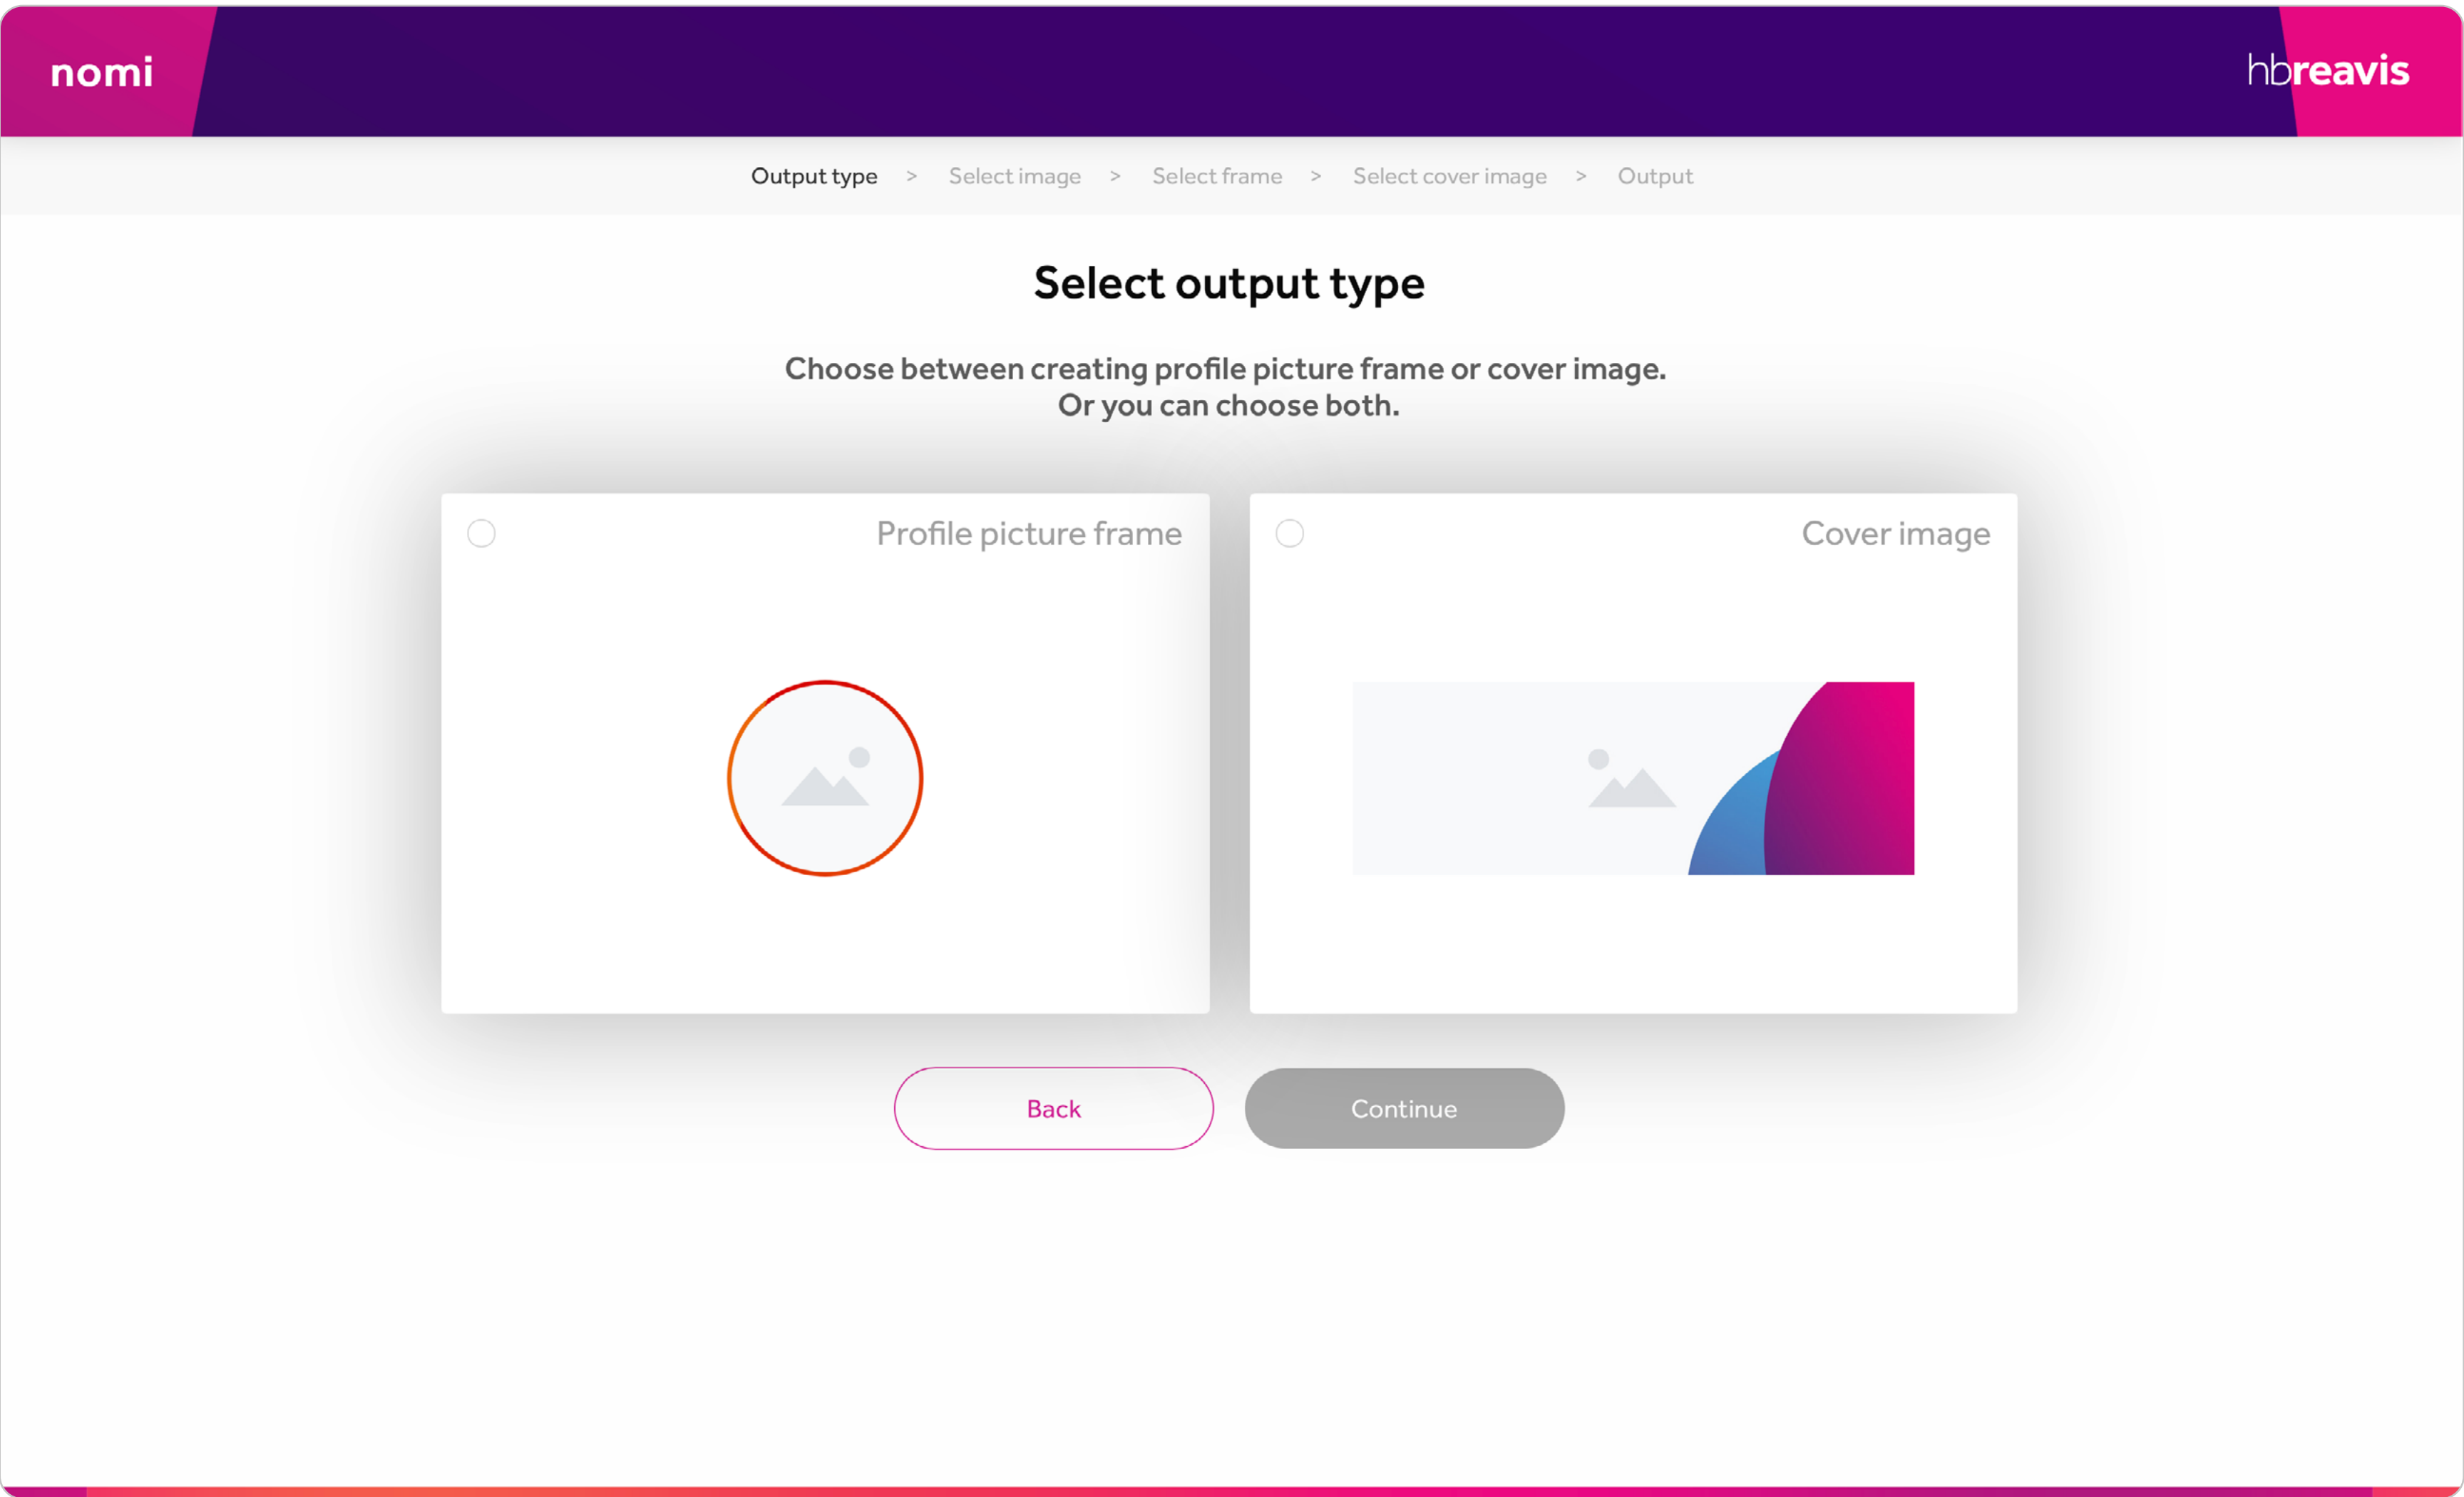 nomi
hbreavis
Output type > Select image > Select frame > Select cover image > Output
Select output type
Choose between creating profile picture frame or cover image.
Or you can choose both.
Profile picture frame
Cover image
Back
Continue